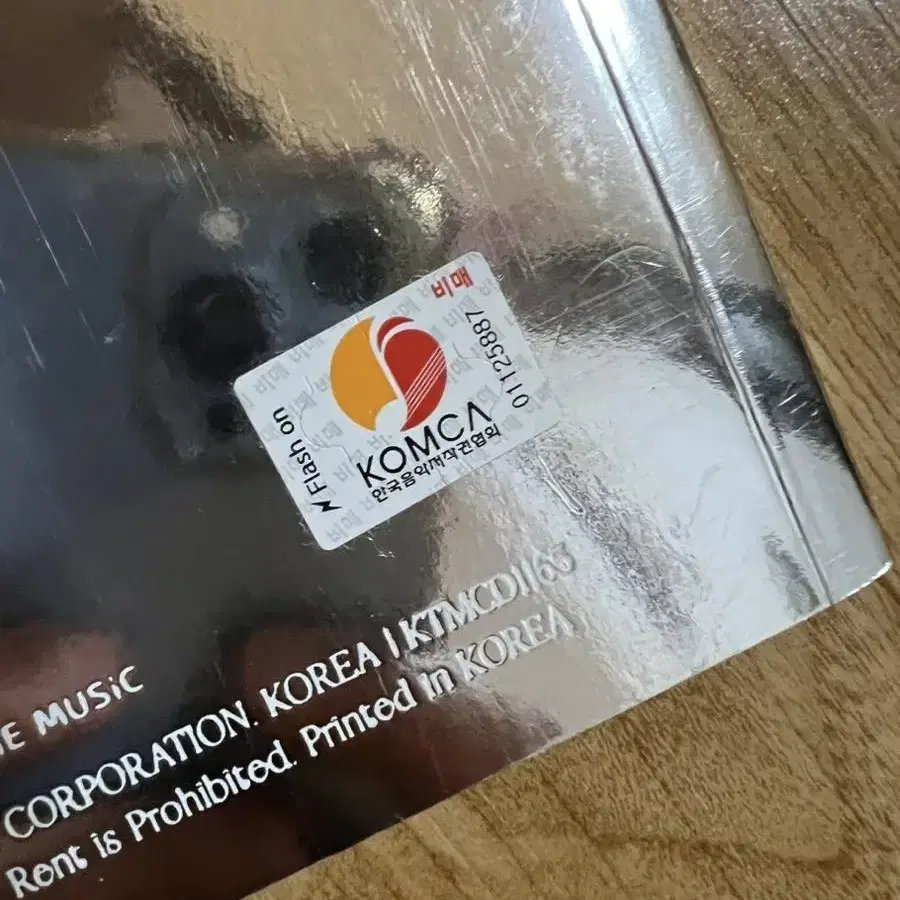 비매
01125887
Flash on
KOMCA
한국음악저작권협회
MUSIC
CORPORATION. KOREA | KTMCD1163
Rent is Prohibited. Printed in KOREA